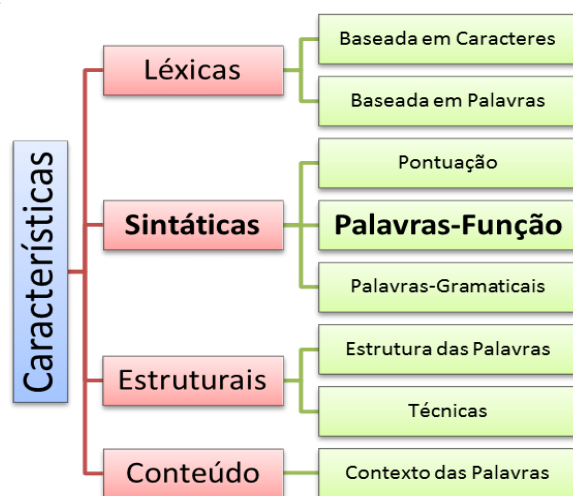 Características
Léxicas
Baseada em Caracteres
Baseada em Palavras
Sintáticas
Pontuação
Palavras-Função
Palavras-Gramaticais
Estruturais
Estrutura das Palavras
Técnicas
Conteúdo
Contexto das Palavras